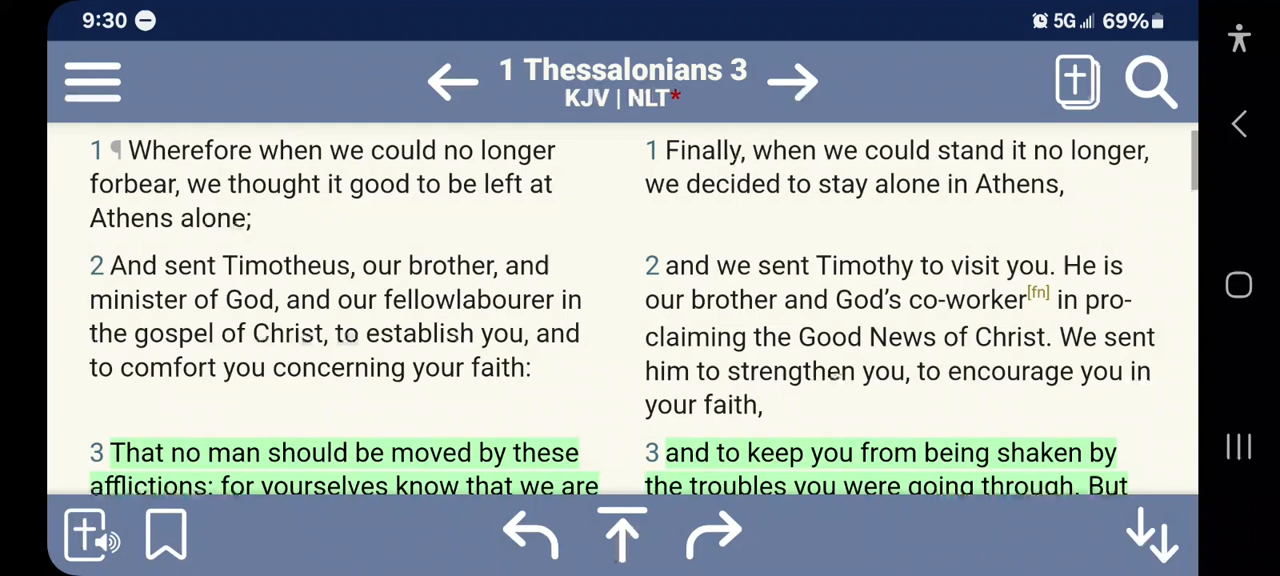 9:30
5G 69%
1 Thessalonians 3
KJV | NLT*
1 ¶ Wherefore when we could no longer
forbear, we thought it good to be left at
Athens alone;
2 And sent Timotheus, our brother, and
minister of God, and our fellowlabourer in
the gospel of Christ, to establish you, and
to comfort you concerning your faith:
3 That no man should be moved by these
afflictions: for yourselves know that we are
1 Finally, when we could stand it no longer,
we decided to stay alone in Athens,
2 and we sent Timothy to visit you. He is
our brother and God’s co-worker[fn] in pro-
claiming the Good News of Christ. We sent
him to strengthen you, to encourage you in
your faith,
3 and to keep you from being shaken by
the troubles you were going through. But